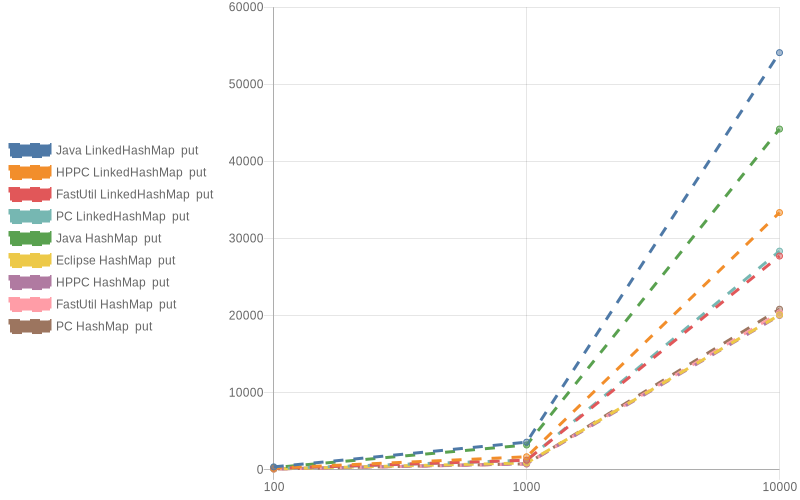 60000
50000
40000
30000
20000
10000
0
100
1000
10000
Java LinkedHashMap put
HPPC LinkedHashMap put
FastUtil LinkedHashMap put
PC LinkedHashMap put
Java HashMap put
Eclipse HashMap put
HPPC HashMap put
FastUtil HashMap put
PC HashMap put